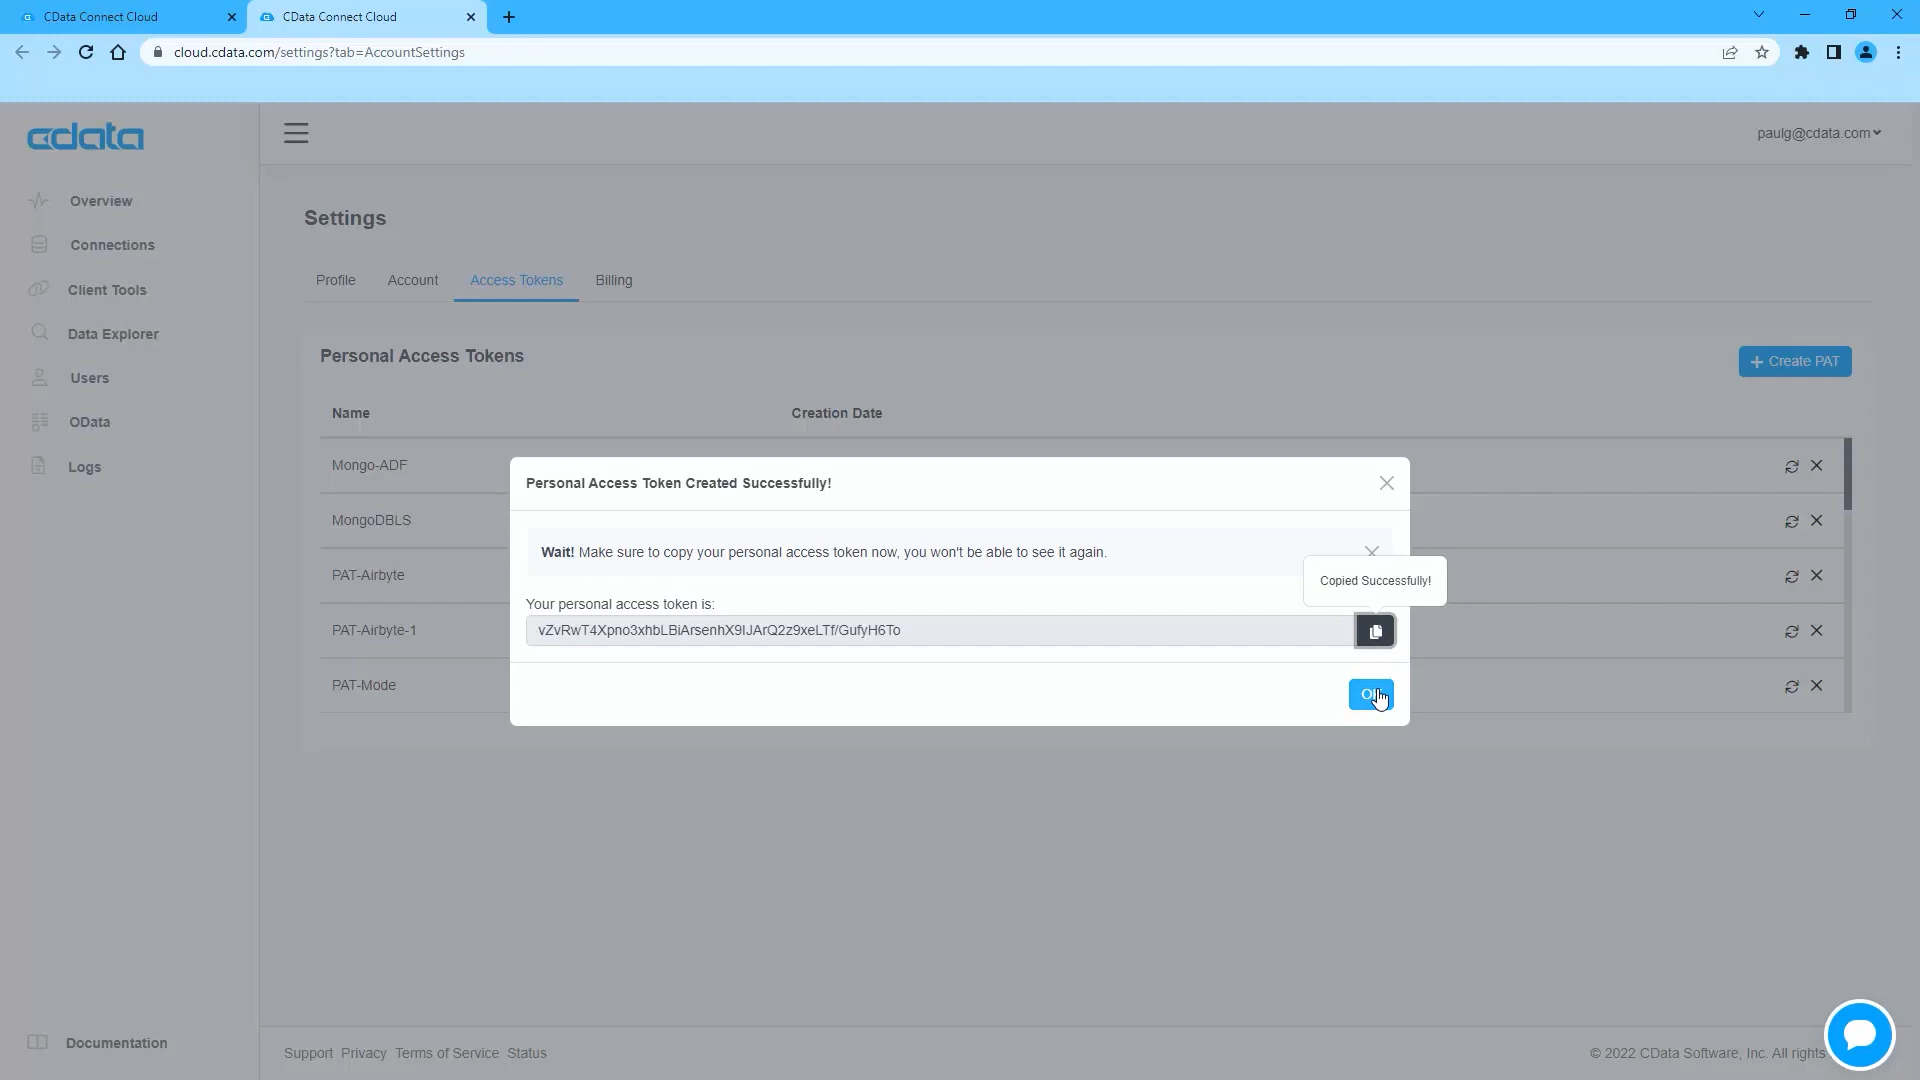 CData Connect Cloud
CData Connect Cloud
cloud.cdata.com/settings?tab=AccountSettings
cdata
paulg@cdata.com
Overview
Connections
Client Tools
Data Explorer
Users
OData
Logs
Documentation
Settings
Profile Account Access Tokens Billing
Personal Access Tokens
+ Create PAT
Name Creation Date
Mongo-ADF
MongoDBLS
PAT-Airbyte
PAT-Airbyte-1
PAT-Mode
Personal Access Token Created Successfully!
Wait! Make sure to copy your personal access token now, you won't be able to see it again.
Copied Successfully!
Your personal access token is:
vZvRwT4Xpno3xhbLBiArsenhX9IJArQ2z9xeLTf/GufyH6To
Support Privacy Terms of Service Status
© 2022 CData Software, Inc. All rights